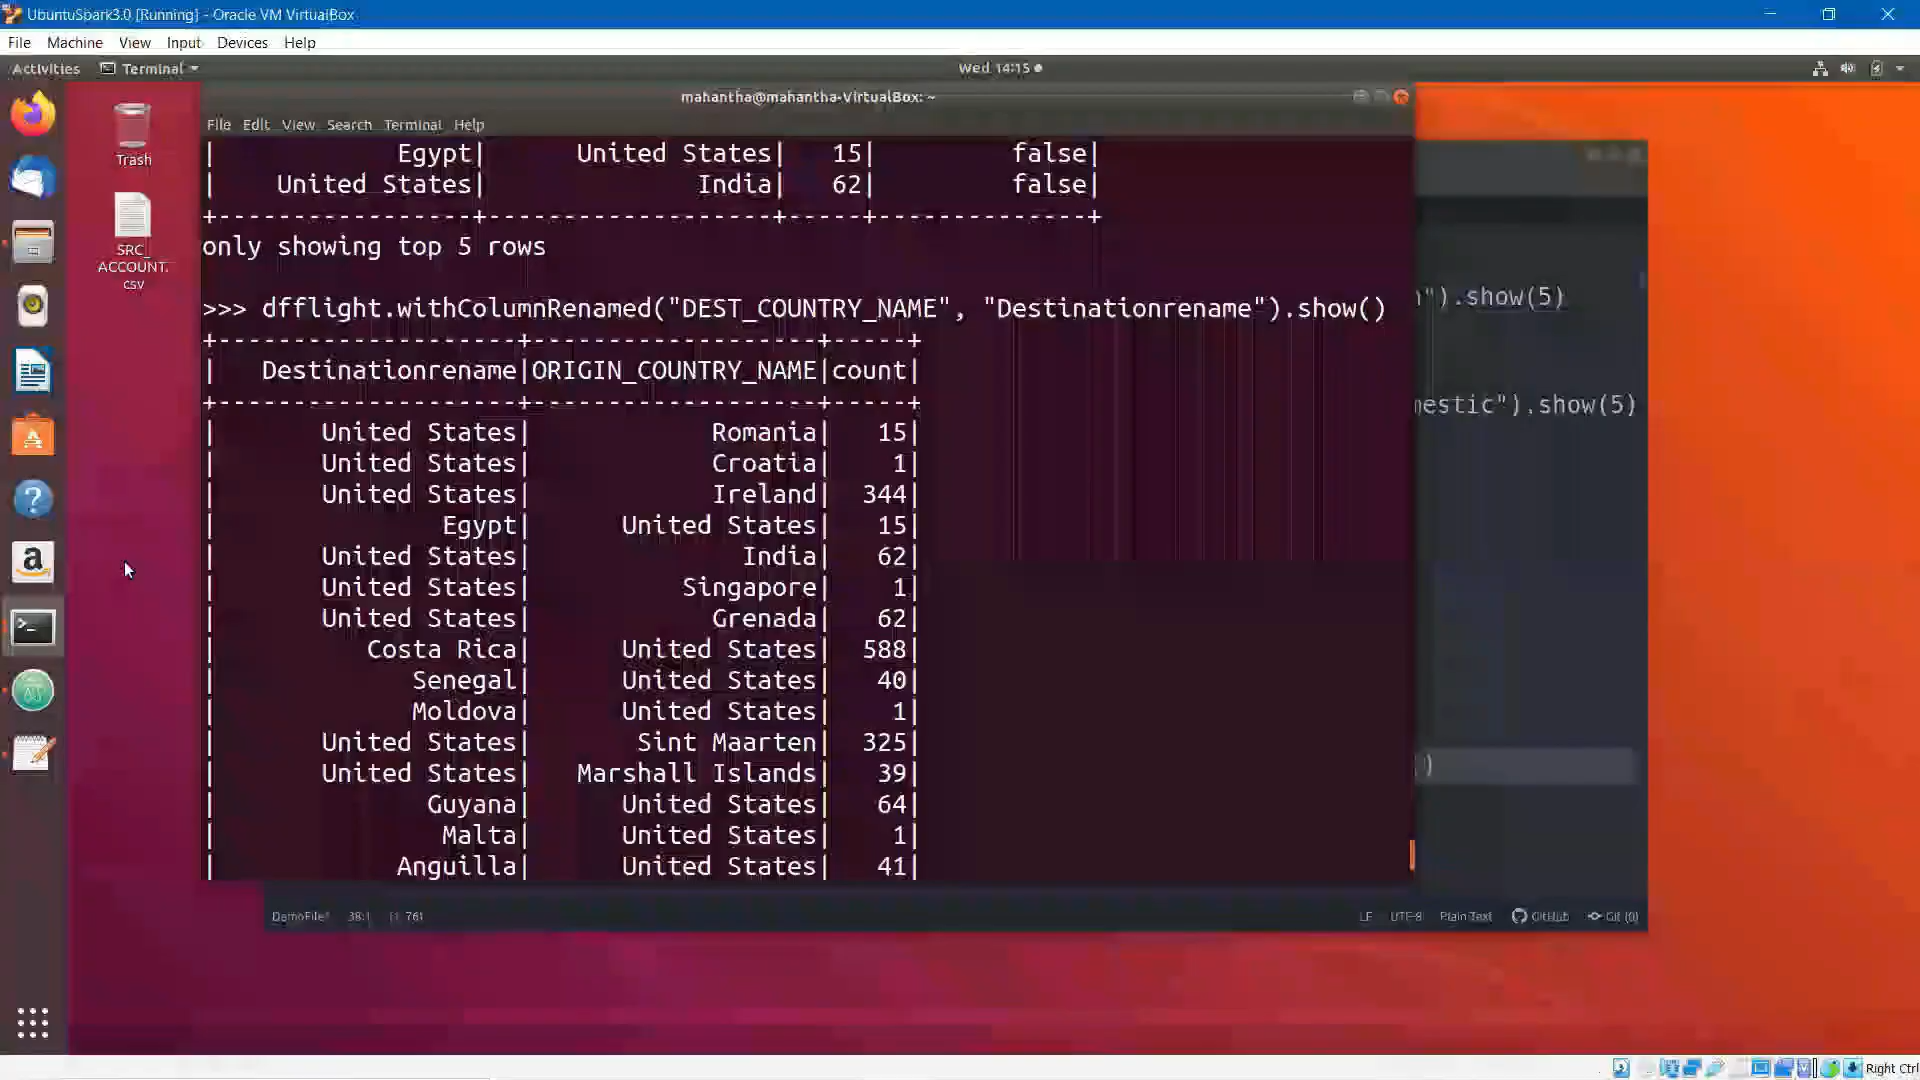 UbuntuSpark3.0 [Running] - Oracle VM VirtualBox
File Machine View Input Devices Help
Activities Terminal Wed 14:15
mahantha@mahantha-VirtualBox: ~
File Edit View Search Terminal Help
Trash
SRC_
ACCOUNT.
csv
| Egypt| United States| 15| false|
| United States| India| 62| false|
+-----------------+-------------------+-----+--------------+
only showing top 5 rows
>>> dfflight.withColumnRenamed("DEST_COUNTRY_NAME", "Destinationrename").show()
+--------------------+-------------------+-----+
| Destinationrename|ORIGIN_COUNTRY_NAME|count|
+--------------------+-------------------+-----+
| United States| Romania| 15|
| United States| Croatia| 1|
| United States| Ireland| 344|
| Egypt| United States| 15|
| United States| India| 62|
| United States| Singapore| 1|
| United States| Grenada| 62|
| Costa Rica| United States| 588|
| Senegal| United States| 40|
| Moldova| United States| 1|
| United States| Sint Maarten| 325|
| United States| Marshall Islands| 39|
| Guyana| United States| 64|
| Malta| United States| 1|
| Anguilla| United States| 41|
").show(5)
mestic").show(5)
)
DemoFile* 38:1 (1, 76)
LF UTF-8 Plain Text GitHub Git (0)
Right Ctrl